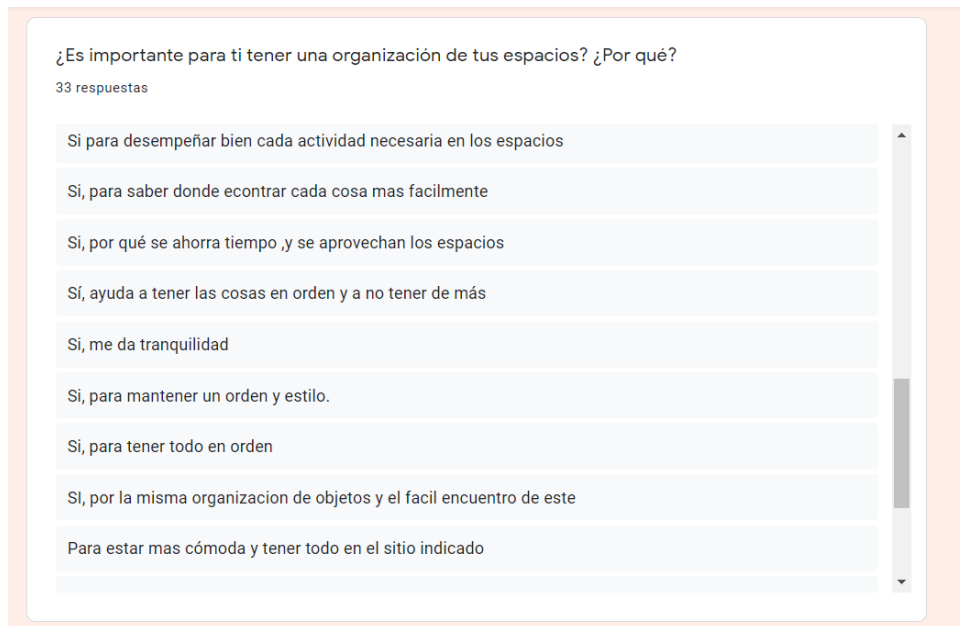 ¿Es importante para ti tener una organización de tus espacios? ¿Por qué?
33 respuestas
Si para desempeñar bien cada actividad necesaria en los espacios
Si, para saber donde econtrar cada cosa mas facilmente
Si, por qué se ahorra tiempo ,y se aprovechan los espacios
Sí, ayuda a tener las cosas en orden y a no tener de más
Si, me da tranquilidad
Si, para mantener un orden y estilo.
Si, para tener todo en orden
SI, por la misma organizacion de objetos y el facil encuentro de este
Para estar mas cómoda y tener todo en el sitio indicado